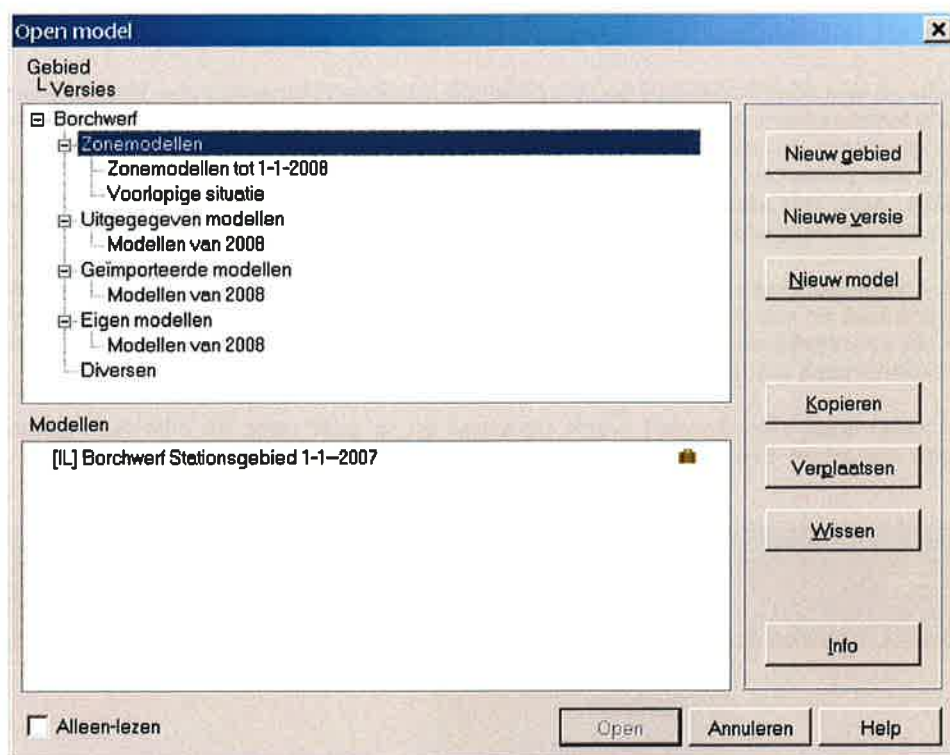 Open model
Gebied
Versies
Borchwerf
Zonemodellen
Zonemodellen tot 1-1-2008
Voorlopige situatie
Uitgegegeven modellen
Modellen van 2008
Geïmporteerde modellen
Modellen van 2008
Eigen modellen
Modellen van 2008
Diversen
Modellen
[IL] Borchwerf Stationsgebied 1-1--2007
Alleen-lezen
Nieuw gebied
Nieuwe versie
Nieuw model
Kopieren
Verplaatsen
Wissen
Info
Open
Annuleren
Help